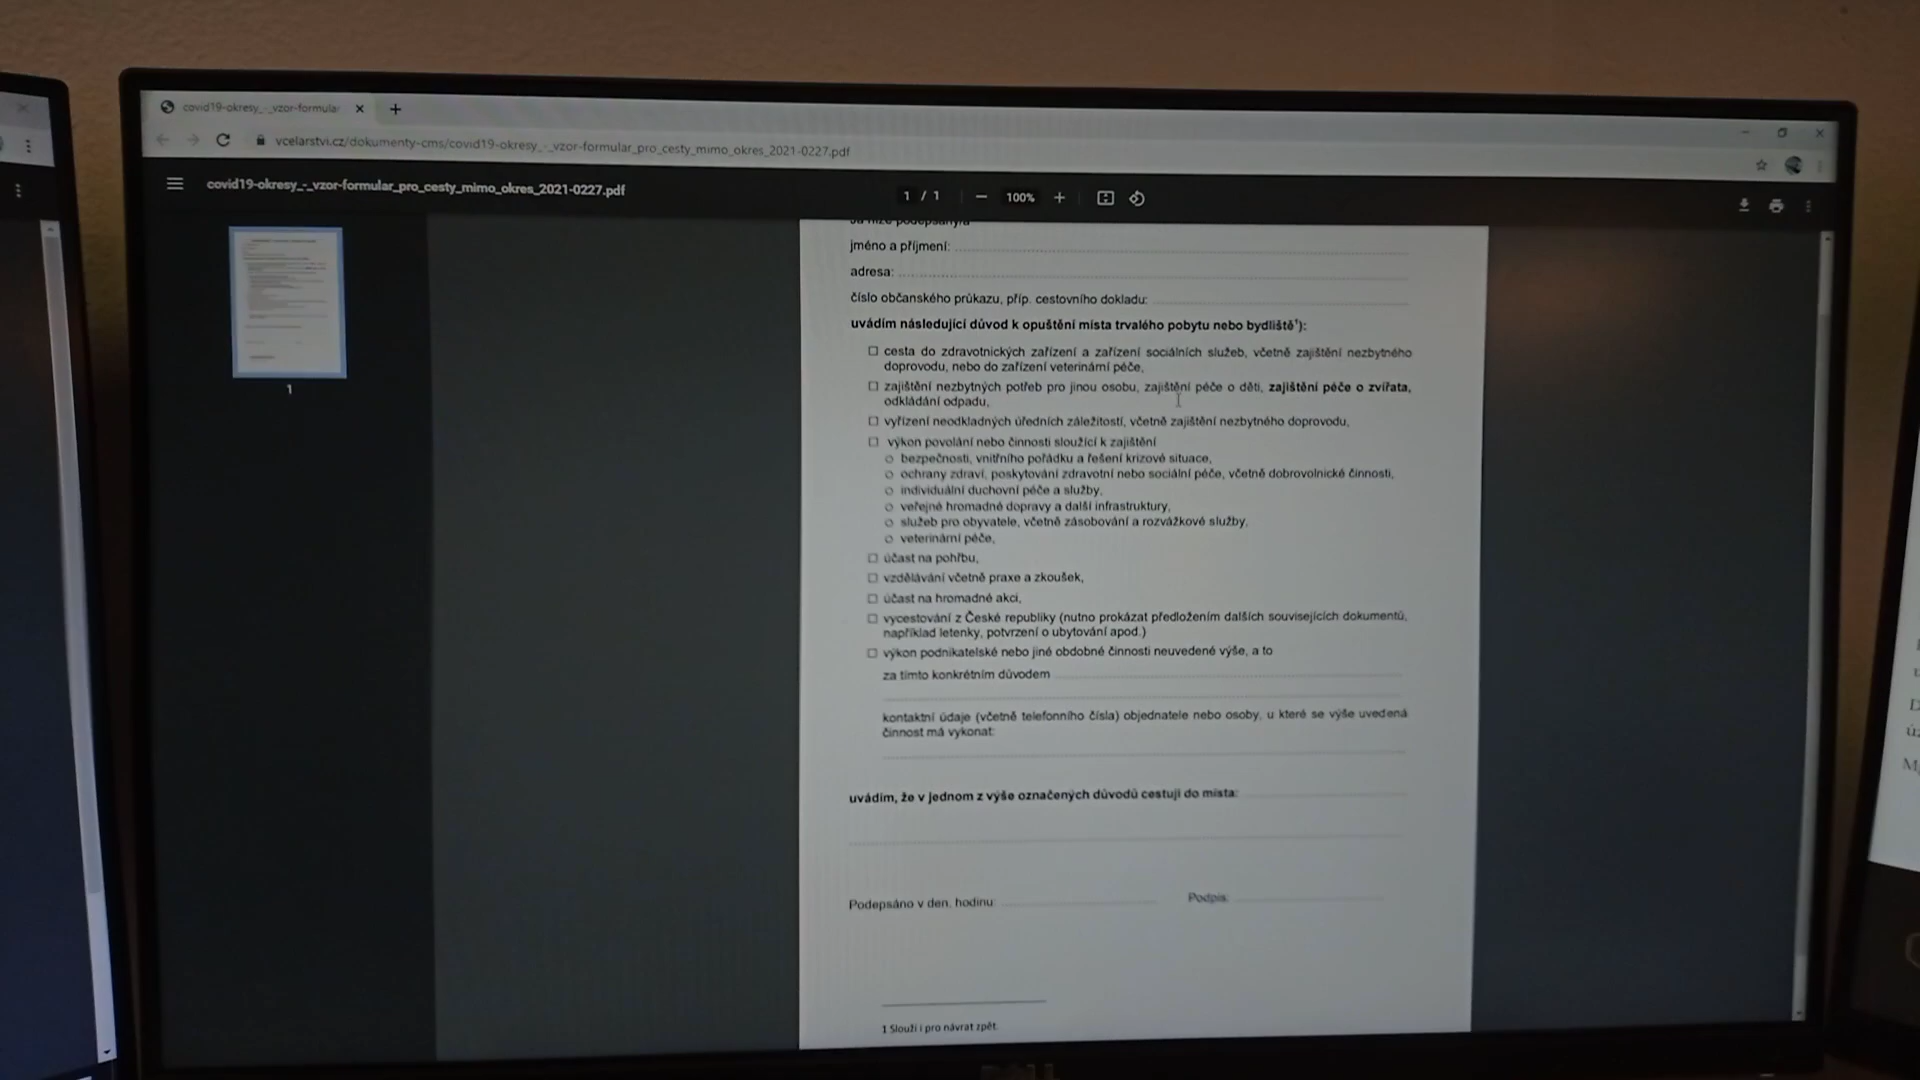 covid19-okresy_-_vzor-formular
vcelarstvi.cz/dokumenty-cms/covid19-okresy_-_vzor-formular_pro_cesty_mimo_okres_2021-0227.pdf
covid19-okresy_-_vzor-formular_pro_cesty_mimo_okres_2021-0227.pdf
1 / 1
100%
1
jméno a příjmení:
adresa:
číslo občanského průkazu, příp. cestovního dokladu:
uvádím následující důvod k opuštění místa trvalého pobytu nebo bydliště¹):
cesta do zdravotnických zařízení a zařízení sociálních služeb, včetně zajištění nezbytného
doprovodu, nebo do zařízení veterinární péče,
zajištění nezbytných potřeb pro jinou osobu, zajištění péče o děti, zajištění péče o zvířata,
odkládání odpadu,
vyřízení neodkladných úředních záležitostí, včetně zajištění nezbytného doprovodu,
výkon povolání nebo činností sloužící k zajištění
bezpečnosti, vnitřního pořádku a řešení krizové situace,
ochrany zdraví, poskytování zdravotní nebo sociální péče, včetně dobrovolnické činnosti,
individuální duchovní péče a služby,
veřejné hromadné dopravy a další infrastruktury,
služeb pro obyvatele, včetně zásobování a rozvážkové služby,
veterinární péče,
účast na pohřbu,
vzdělávání včetně praxe a zkoušek,
účast na hromadné akci,
vycestování z České republiky (nutno prokázat předložením dalších souvisejících dokumentů,
například letenky, potvrzení o ubytování apod.)
výkon podnikatelské nebo jiné obdobné činnosti neuvedené výše, a to
za tímto konkrétním důvodem
kontaktní údaje (včetně telefonního čísla) objednatele nebo osoby, u které se výše uvedená
činnost má vykonat:
uvádím, že v jednom z výše označených důvodů cestuji do místa:
Podepsáno v den, hodinu:
Podpis:
1 Slouží i pro návrat zpět.